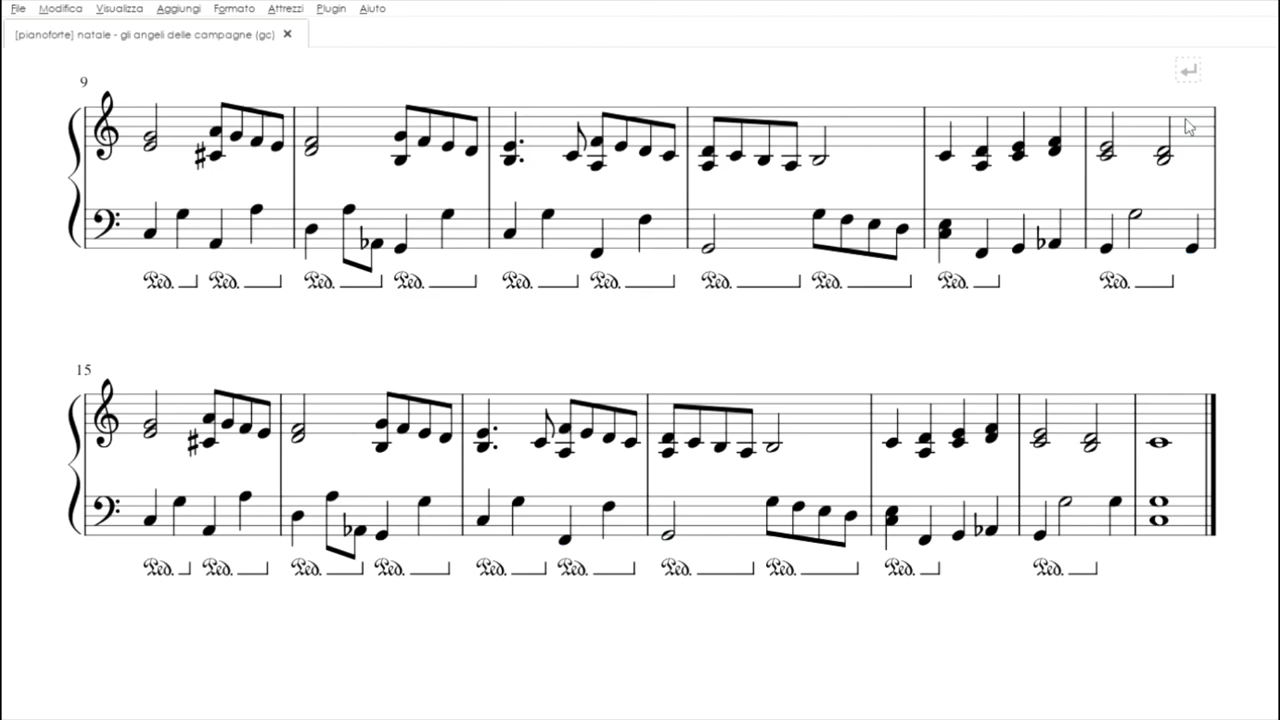 File Modifica Visualizza Aggiungi Formato Attrezzi Plugin Aiuto
[pianoforte] natale - gli angeli delle campagne (gc) ×
9
Ped. Ped. Ped. Ped. Ped. Ped. Ped. Ped. Ped. Ped.
15
Ped. Ped. Ped. Ped. Ped. Ped. Ped. Ped. Ped. Ped.